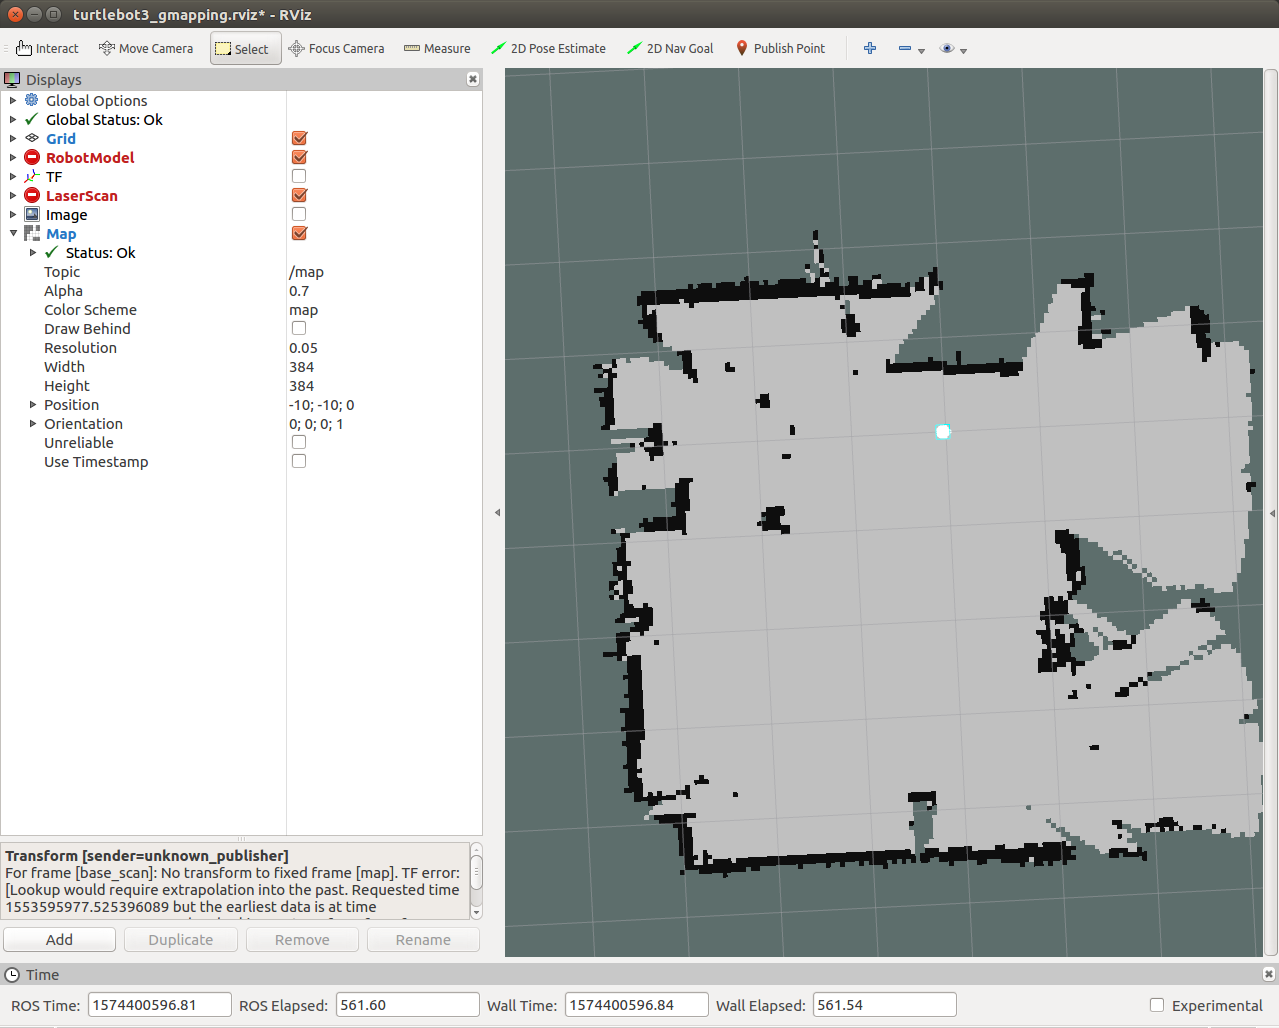 turtlebot3_gmapping.rviz* - RViz
Interact Move Camera Select Focus Camera Measure 2D Pose Estimate 2D Nav Goal Publish Point
Displays
Global Options
Global Status: Ok
Grid
RobotModel
TF
LaserScan
Image
Map
Status: Ok
Topic /map
Alpha 0.7
Color Scheme map
Draw Behind
Resolution 0.05
Width 384
Height 384
Position -10; -10; 0
Orientation 0; 0; 0; 1
Unreliable
Use Timestamp
Transform [sender=unknown_publisher]
For frame [base_scan]: No transform to fixed frame [map]. TF error:
[Lookup would require extrapolation into the past. Requested time
1553595977.525396089 but the earliest data is at time
Add Duplicate Remove Rename
Time
ROS Time: 1574400596.81 ROS Elapsed: 561.60 Wall Time: 1574400596.84 Wall Elapsed: 561.54 Experimental